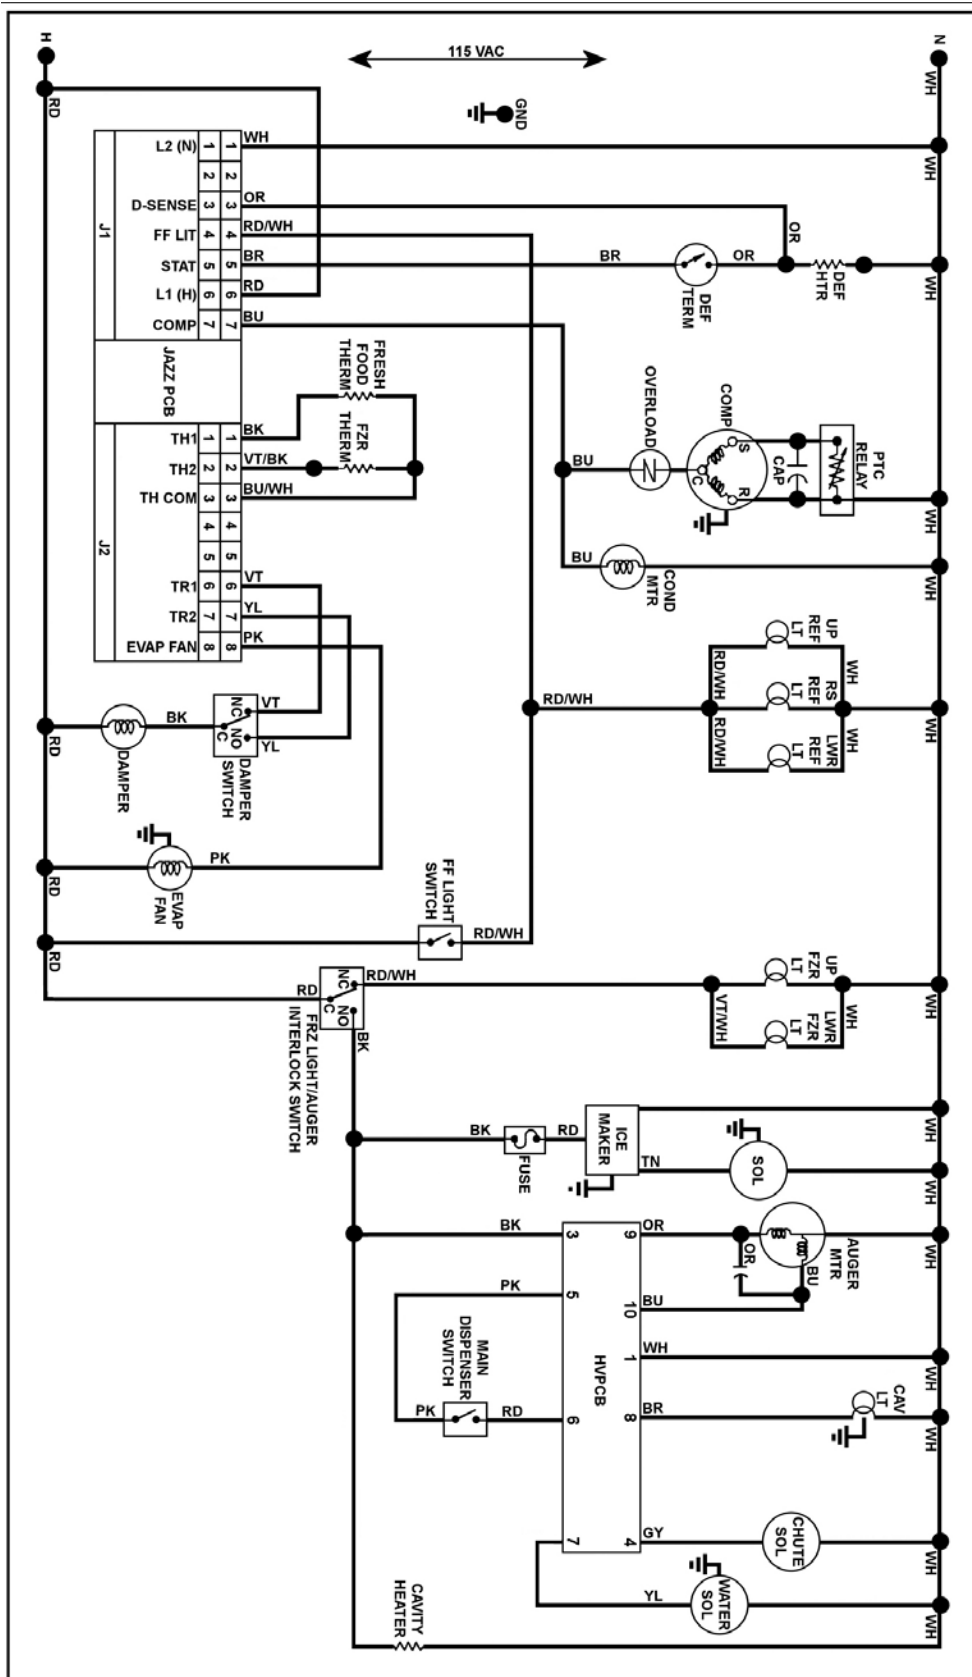 H
115 VAC
N
RD
WH
GND
L2 (N) 1 1 WH
WH
2 2
D-SENSE 3 3 OR
FF LIT 4 4 RD/WH
OR
STAT 5 5 BR
BR
OR
DEF
TERM
DEF
HTR
WH
L1 (H) 6 6 RD
COMP 7 7 BU
J1
JAZZ PCB
FRESH
FOOD
THERM
FZR
THERM
OVERLOAD
COMP
S
C
R
CAP
PTC
RELAY
WH
TH1 1 1 BK
TH2 2 2 VT/BK
BU
TH COM 3 3 BU/WH
4 4
J2
5 5
BU
COND
MTR
WH
TR1 6 6 VT
TR2 7 7 YL
EVAP FAN 8 8 PK
UP
REF
LT
RD/WH
WH
RD/WH
RS
REF
LT
WH
RD/WH
WH
LWR
REF
LT
RD
DAMPER
BK
NC
C
NO
VT
YL
DAMPER
SWITCH
RD
EVAP
FAN
PK
FF LIGHT
SWITCH
RD/WH
RD
RD
NC
C
NO
RD/WH
BK
FRZ LIGHT/AUGER
INTERLOCK SWITCH
UP
FZR
LT
VT/WH
WH
LWR
FZR
LT
WH
BK
FUSE
RD
ICE
MAKER
TN
SOL
WH
WH
BK
3
9
OR
OR
BU
AUGER
MTR
WH
PK
5
10
BU
HVPCB
1
WH
WH
MAIN
DISPENSER
SWITCH
PK
RD
6
8
BR
CAV
LT
WH
7
4
GY
CHUTE
SOL
WH
YL
WATER
SOL
WH
CAVITY
HEATER